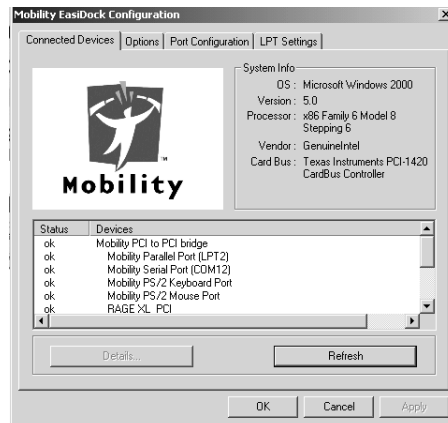 Mobility EasiDock Configuration
Connected Devices Options Port Configuration LPT Settings
System Info
OS : Microsoft Windows 2000
Version : 5.0
Processor : x86 Family 6 Model 8
Stepping 6
Vendor : GenuineIntel
Card Bus : Texas Instruments PCI-1420
CardBus Controller
Mobility
Status Devices
ok Mobility PCI to PCI bridge
ok Mobility Parallel Port (LPT2)
ok Mobility Serial Port (COM12)
ok Mobility PS/2 Keyboard Port
ok Mobility PS/2 Mouse Port
ok RAGE XL PCI
Details... Refresh
OK Cancel Apply